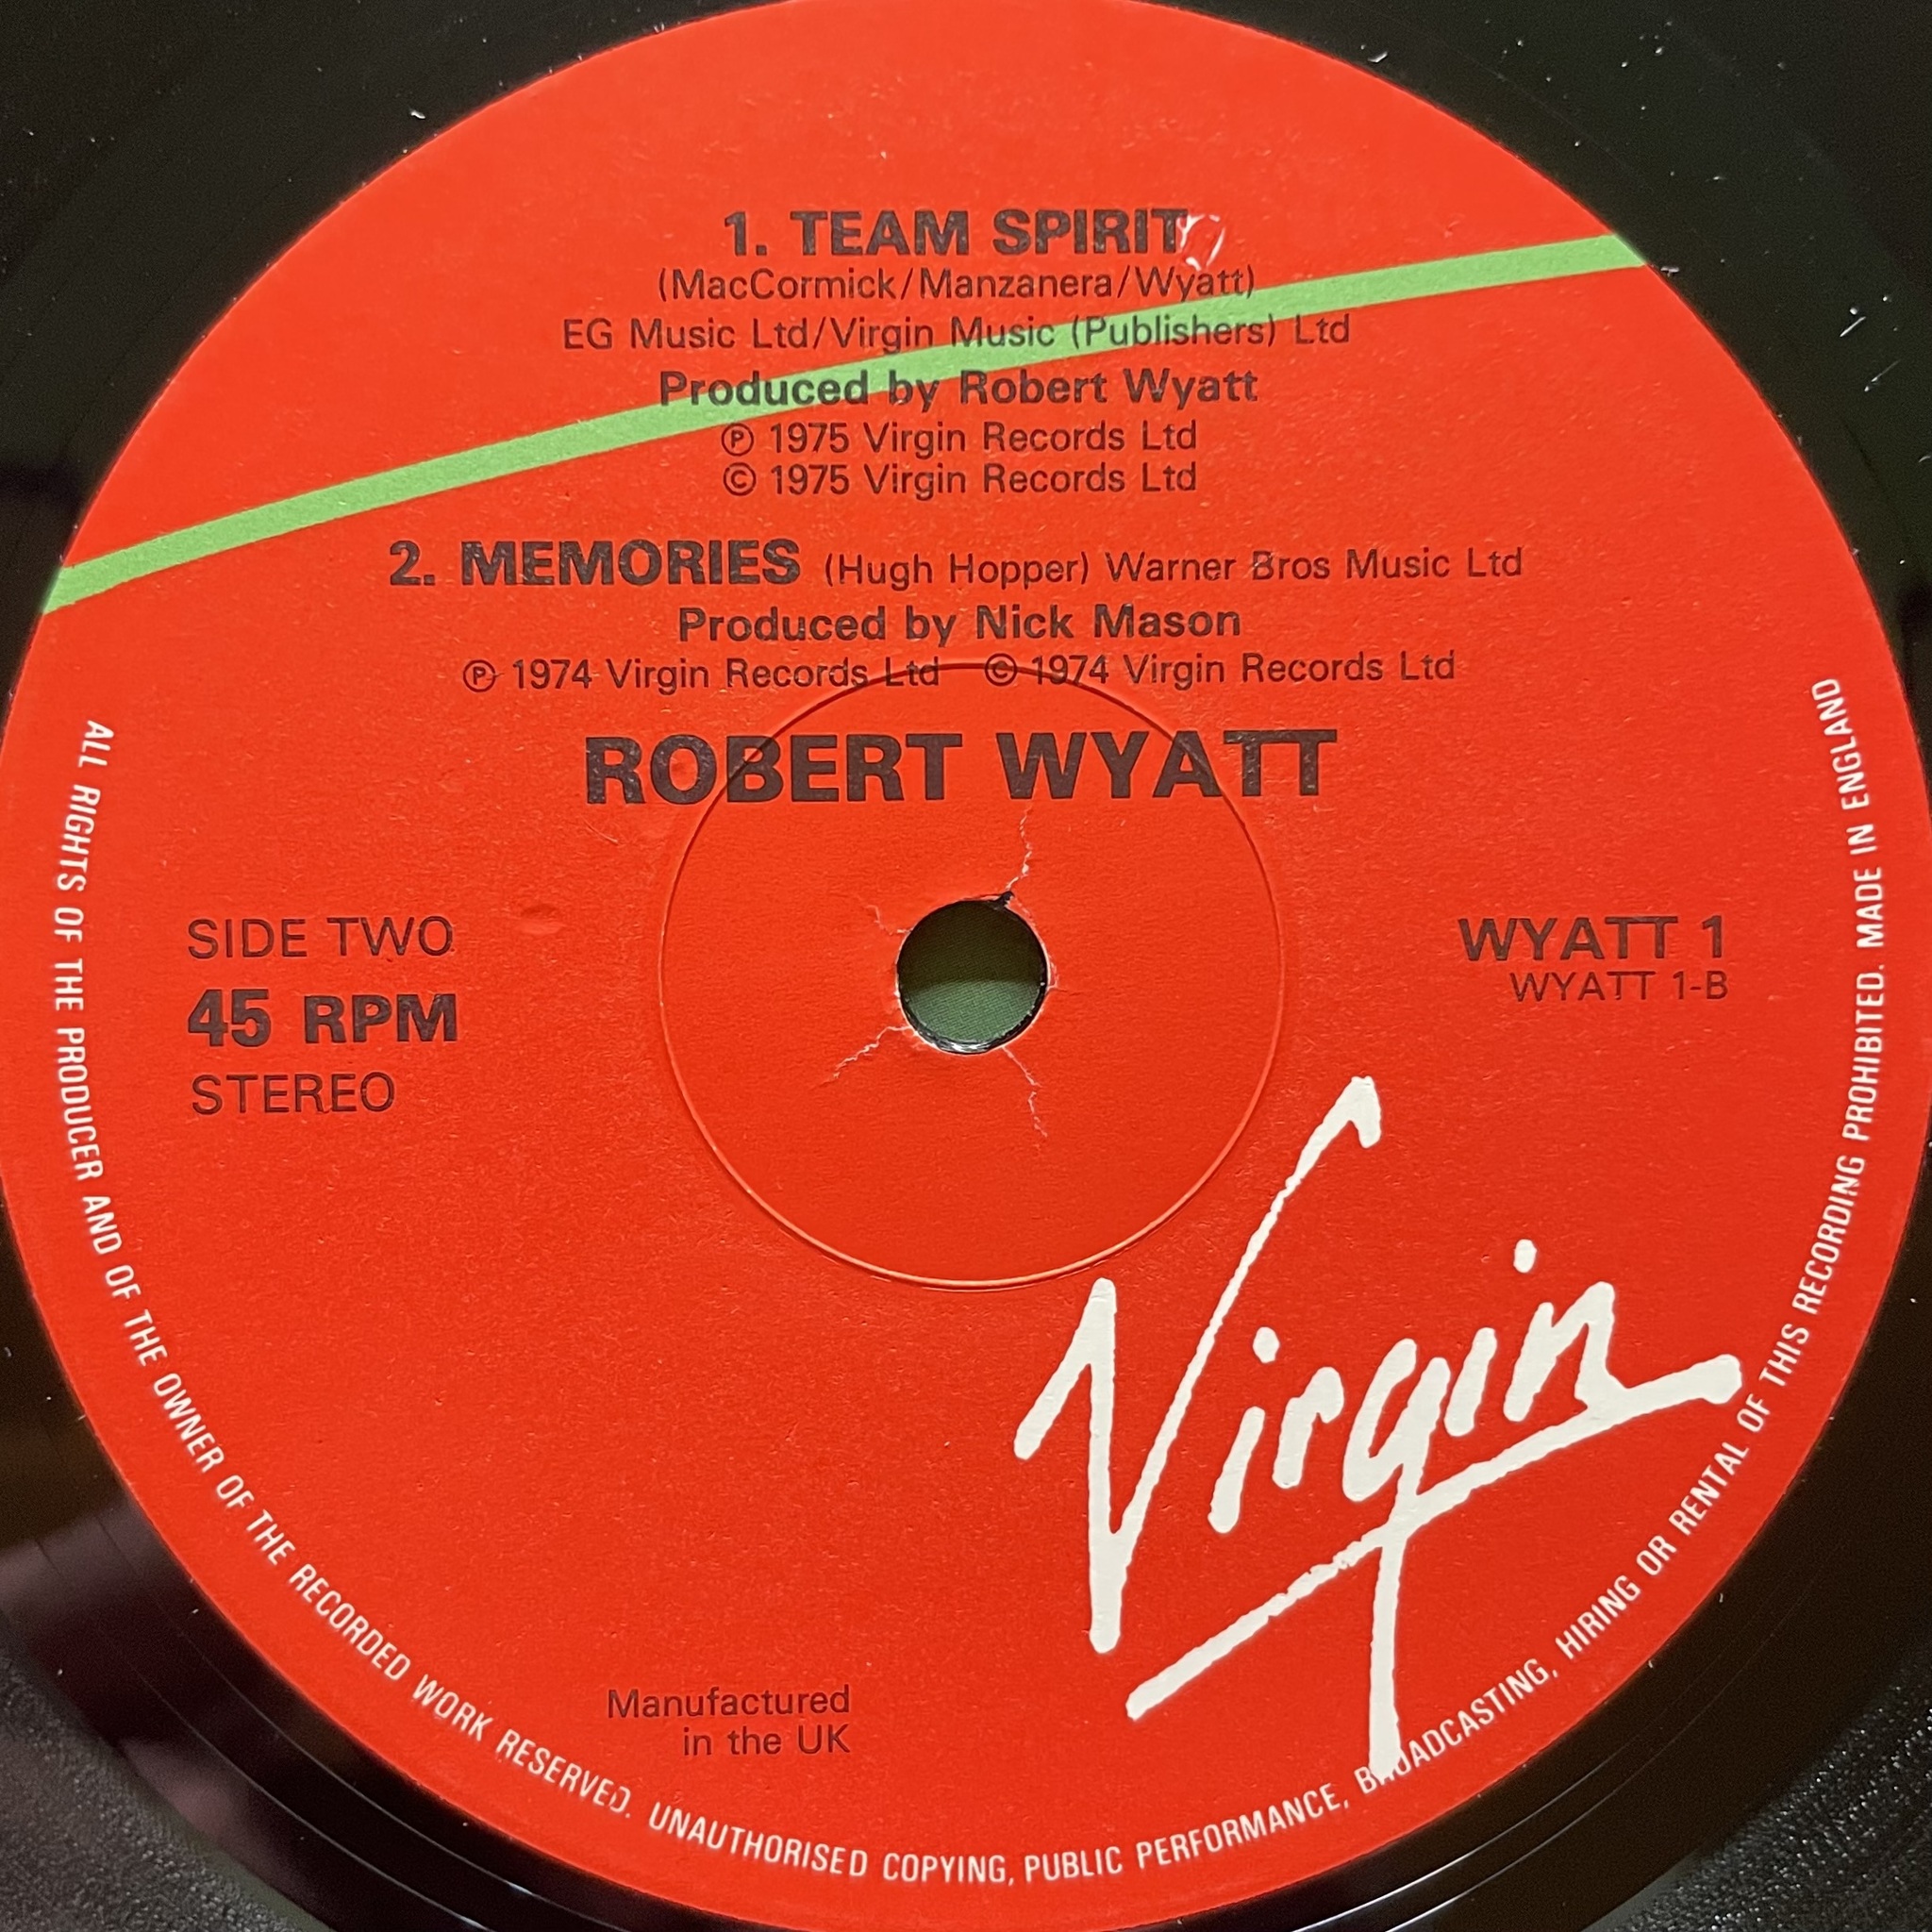 1. TEAM SPIRIT
(MacCormick/Manzanera/Wyatt)
EG Music Ltd/Virgin Music (Publishers) Ltd
Produced by Robert Wyatt
Ⓟ 1975 Virgin Records Ltd
© 1975 Virgin Records Ltd
2. MEMORIES (Hugh Hopper) Warner Bros Music Ltd
Produced by Nick Mason
Ⓟ 1974 Virgin Records Ltd © 1974 Virgin Records Ltd
ROBERT WYATT
SIDE TWO
45 RPM
STEREO
WYATT 1
WYATT 1-B
Virgin
Manufactured
in the UK
ALL RIGHTS OF THE PRODUCER AND OF THE OWNER OF THE RECORDED WORK RESERVED. UNAUTHORISED COPYING, PUBLIC PERFORMANCE, BROADCASTING, HIRING OR RENTAL OF THIS RECORDING PROHIBITED. MADE IN ENGLAND